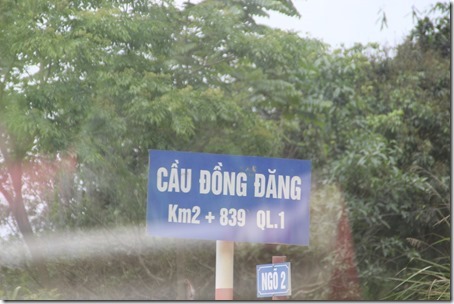 CẦU ĐỒNG ĐĂNG
Km2 + 839 QL.1
NGÕ 2